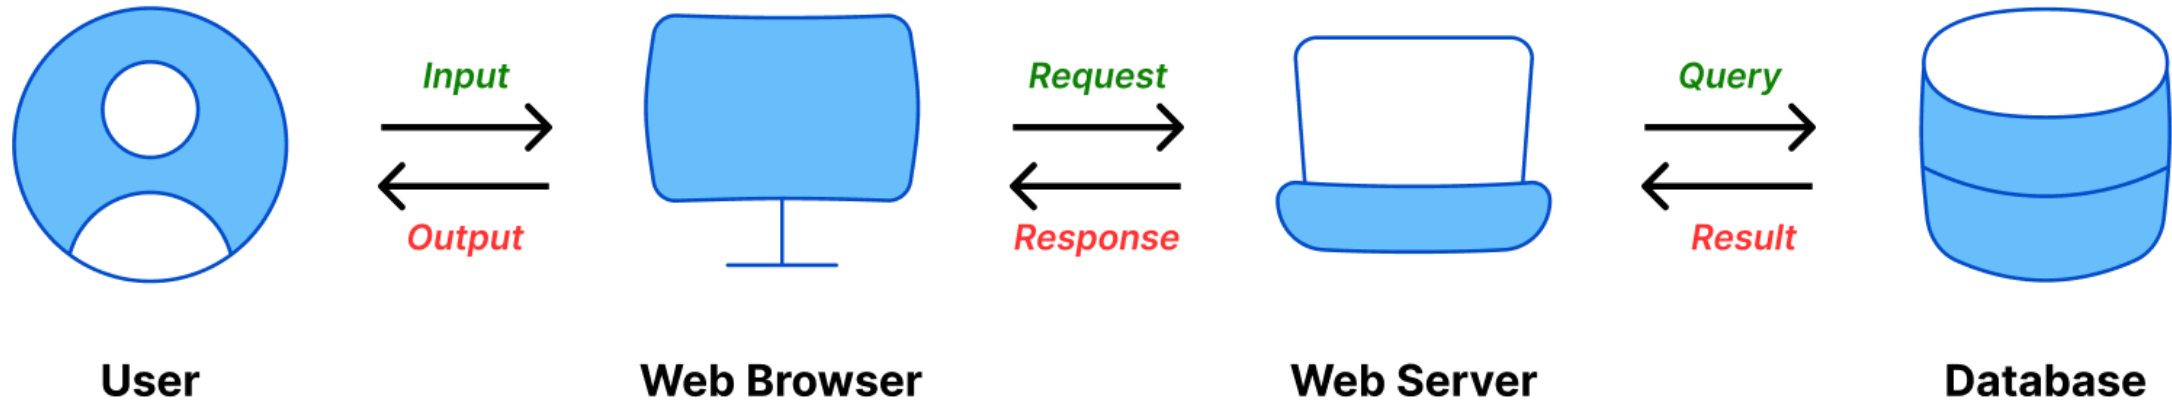 Input
Request
Query
Output
Response
Result
User
Web Browser
Web Server
Database